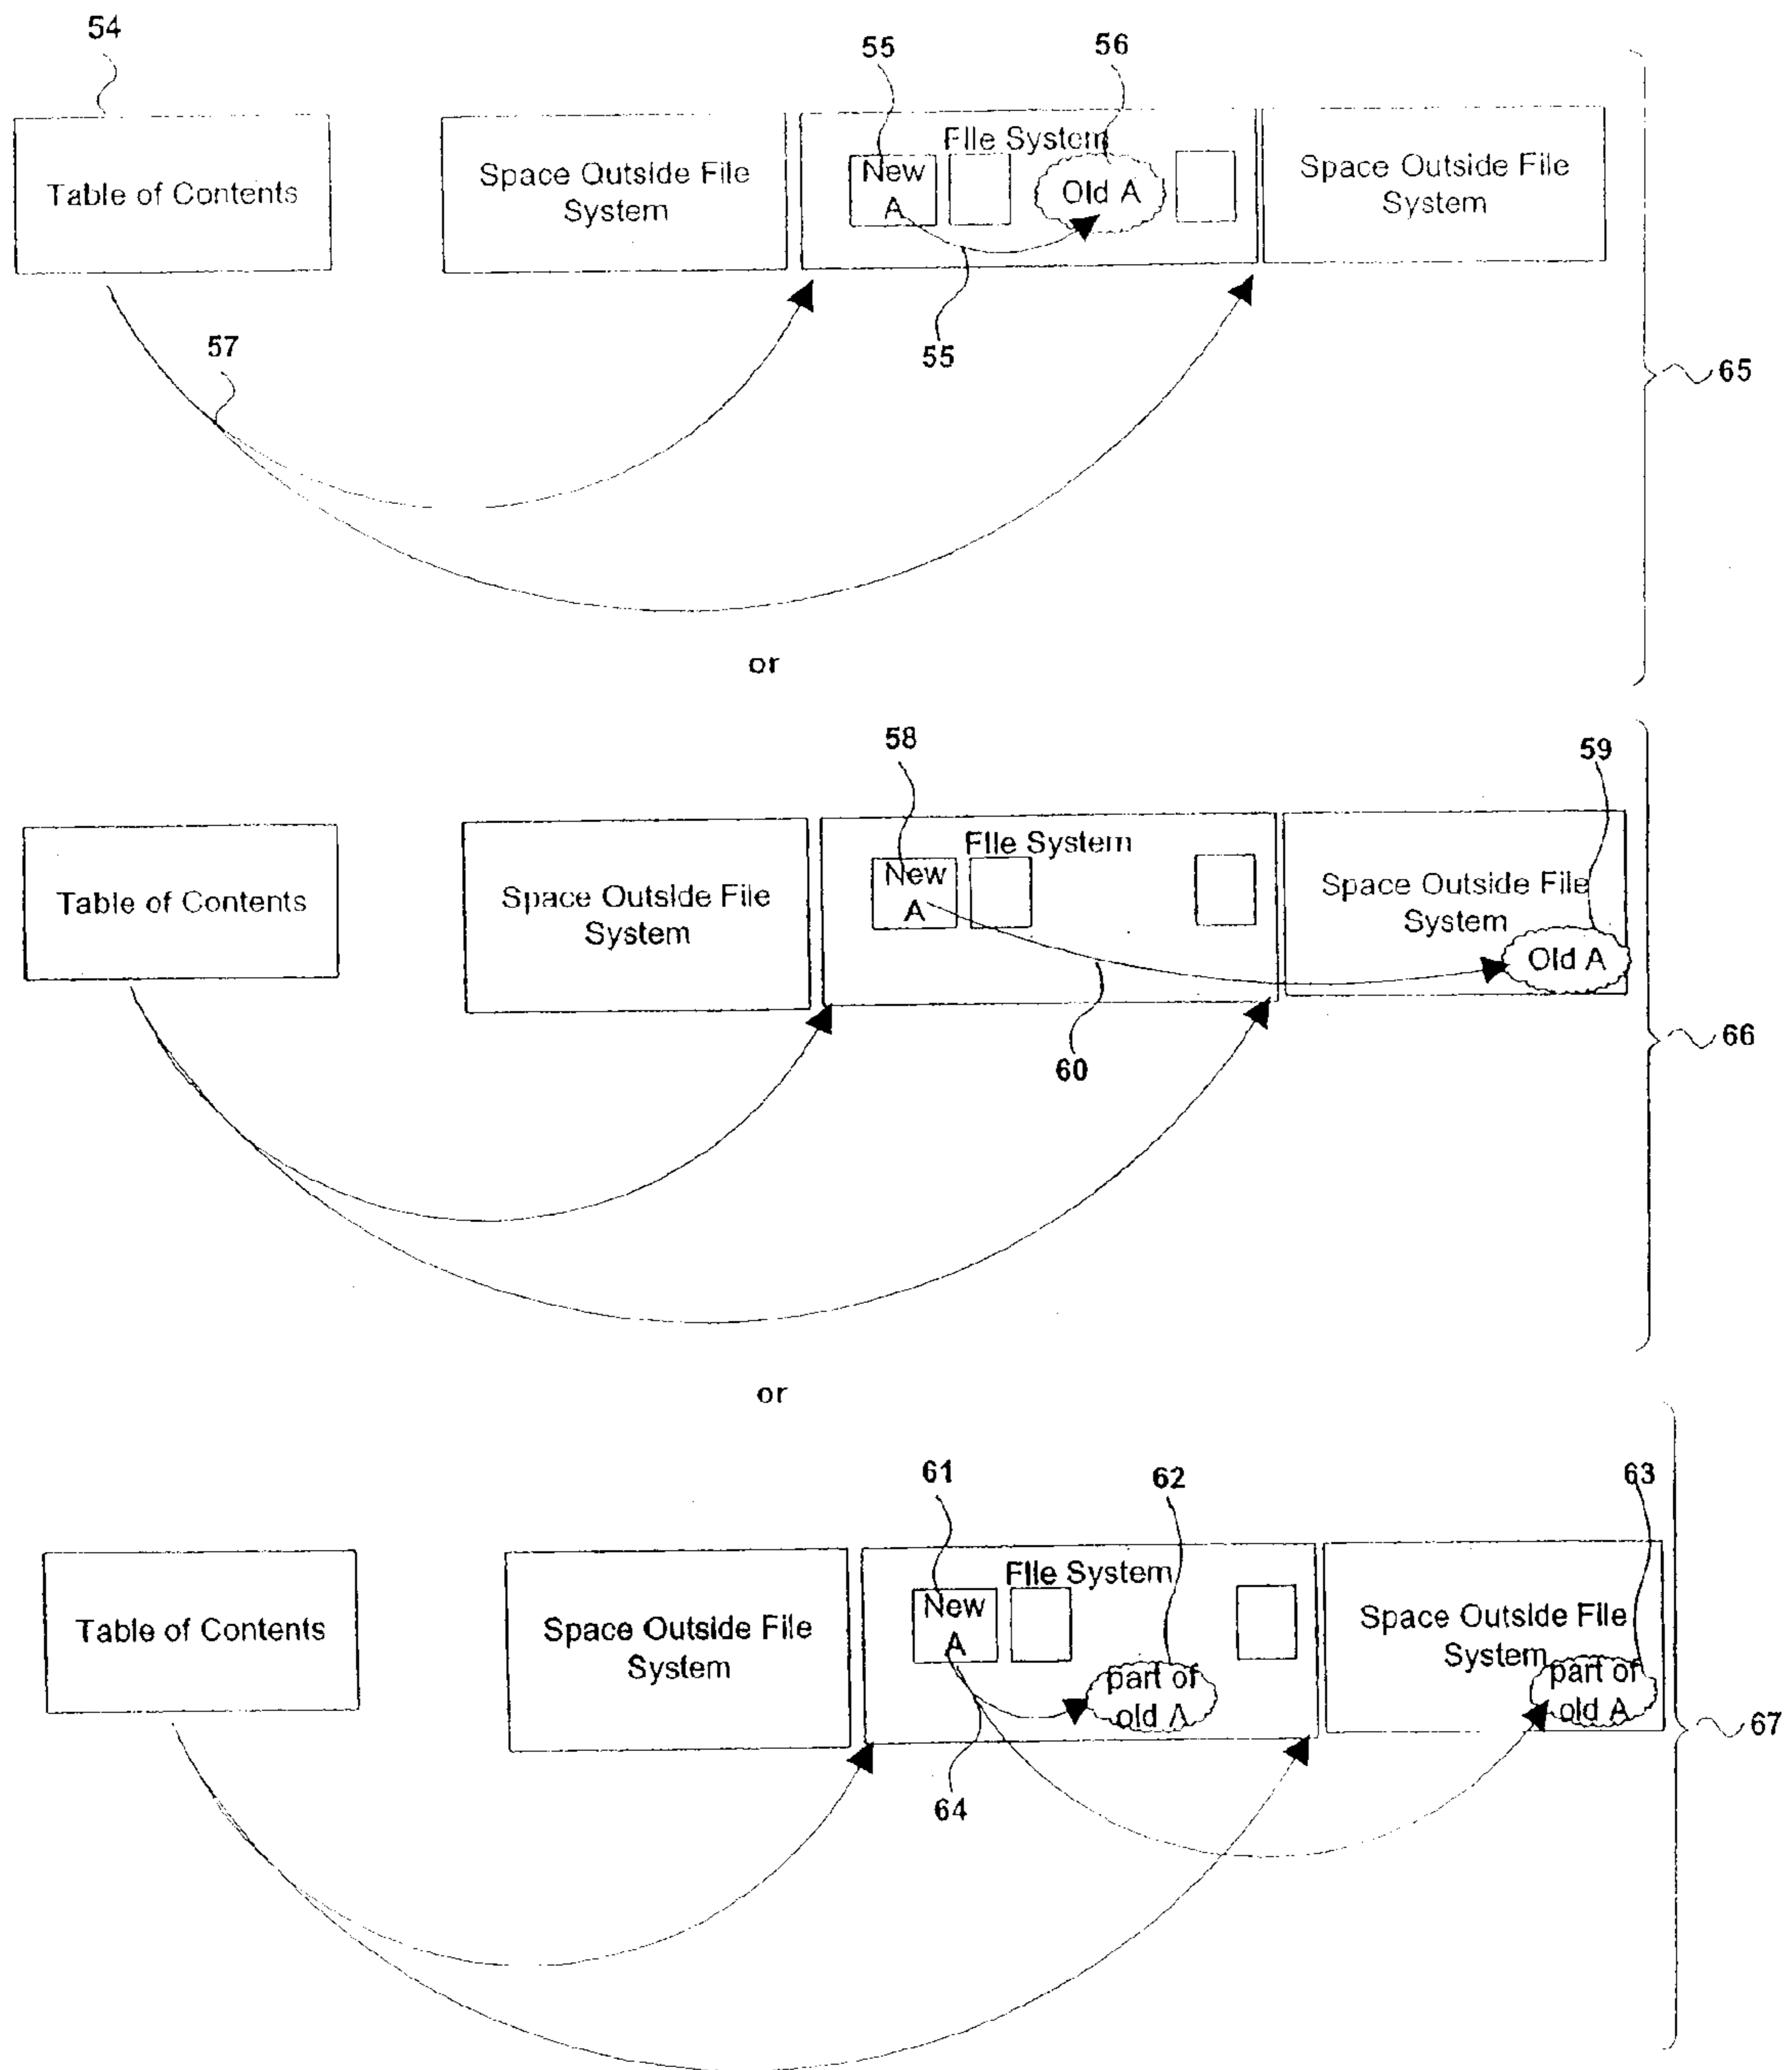 54
55
56
Table of Contents
Space Outside File
System
File System
New
A
Old A
Space Outside File
System
57
55
65
or
58
59
Table of Contents
Space Outside File
System
File System
New
A
Space Outside File
System
Old A
60
66
or
61
62
63
Table of Contents
Space Outside File
System
File System
New
A
part of
old A
Space Outside File
System
part of
old A
64
67